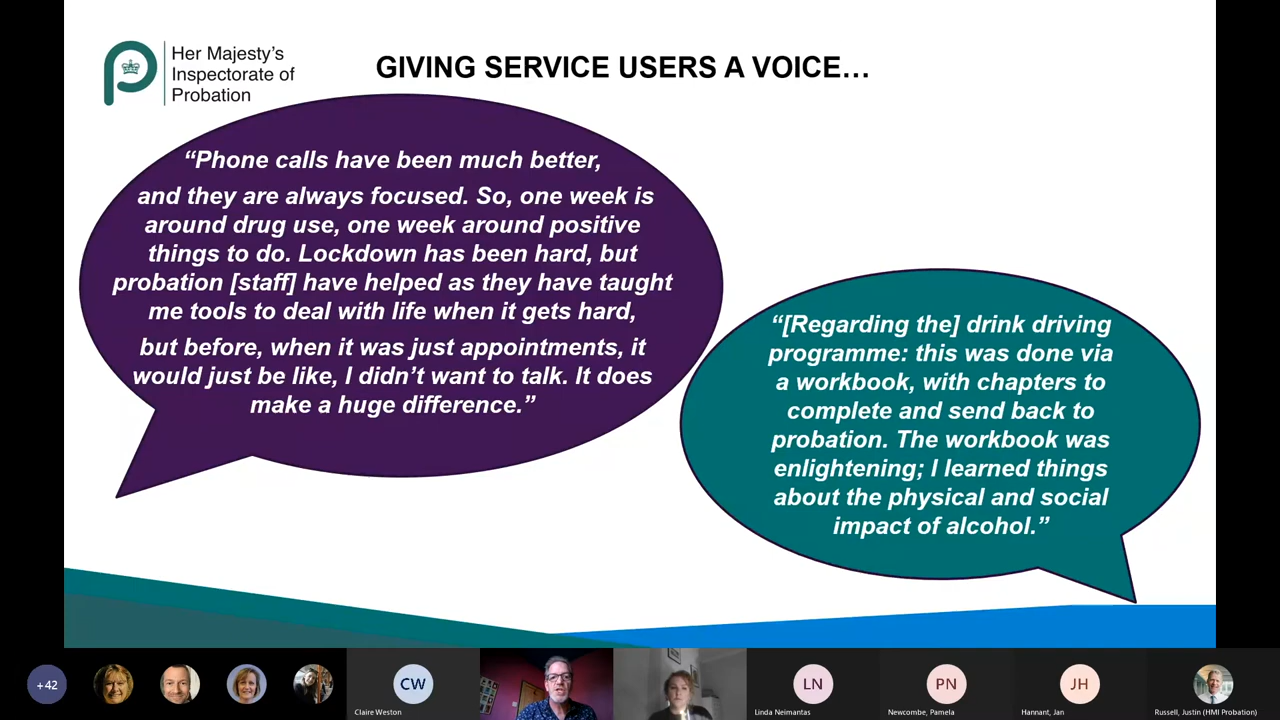 Her Majesty's
Inspectorate of
Probation
GIVING SERVICE USERS A VOICE…
“Phone calls have been much better,
and they are always focused. So, one week is
around drug use, one week around positive
things to do. Lockdown has been hard, but
probation [staff] have helped as they have taught
me tools to deal with life when it gets hard,
but before, when it was just appointments, it
would just be like, I didn’t want to talk. It does
make a huge difference.”
“[Regarding the] drink driving
programme: this was done via
a workbook, with chapters to
complete and send back to
probation. The workbook was
enlightening; I learned things
about the physical and social
impact of alcohol.”
+42
CW
Claire Weston
LN
Linda Neimantas
PN
Newcombe, Pamela
JH
Hannant, Jan
Russell, Justin (HMI Probation)